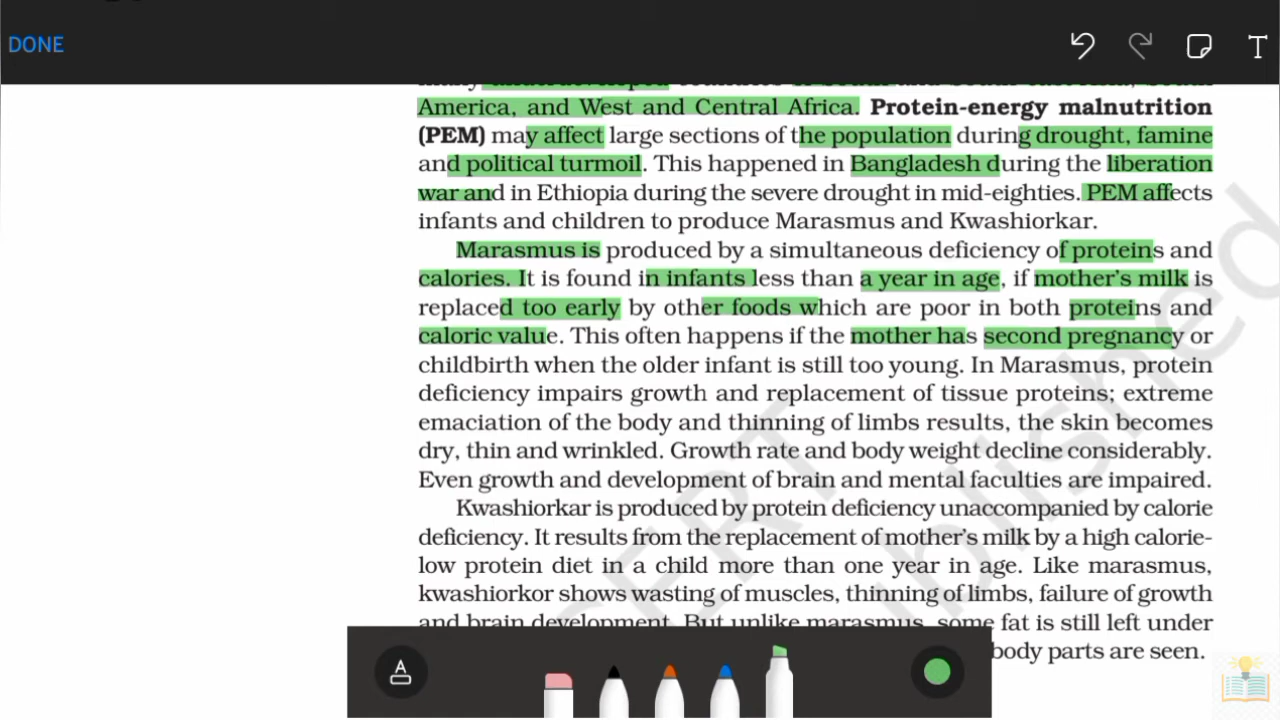 DONE
T
America, and West and Central Africa. Protein-energy malnutrition
(PEM) may affect large sections of the population during drought, famine
and political turmoil. This happened in Bangladesh during the liberation
war and in Ethiopia during the severe drought in mid-eighties. PEM affects
infants and children to produce Marasmus and Kwashiorkar.
Marasmus is produced by a simultaneous deficiency of proteins and
calories. It is found in infants less than a year in age, if mother's milk is
replaced too early by other foods which are poor in both proteins and
caloric value. This often happens if the mother has second pregnancy or
childbirth when the older infant is still too young. In Marasmus, protein
deficiency impairs growth and replacement of tissue proteins; extreme
emaciation of the body and thinning of limbs results, the skin becomes
dry, thin and wrinkled. Growth rate and body weight decline considerably.
Even growth and development of brain and mental faculties are impaired.
Kwashiorkar is produced by protein deficiency unaccompanied by calorie
deficiency. It results from the replacement of mother's milk by a high calorie-
low protein diet in a child more than one year in age. Like marasmus,
kwashiorkor shows wasting of muscles, thinning of limbs, failure of growth
and brain development. But unlike marasmus, some fat is still left under
body parts are seen.
A